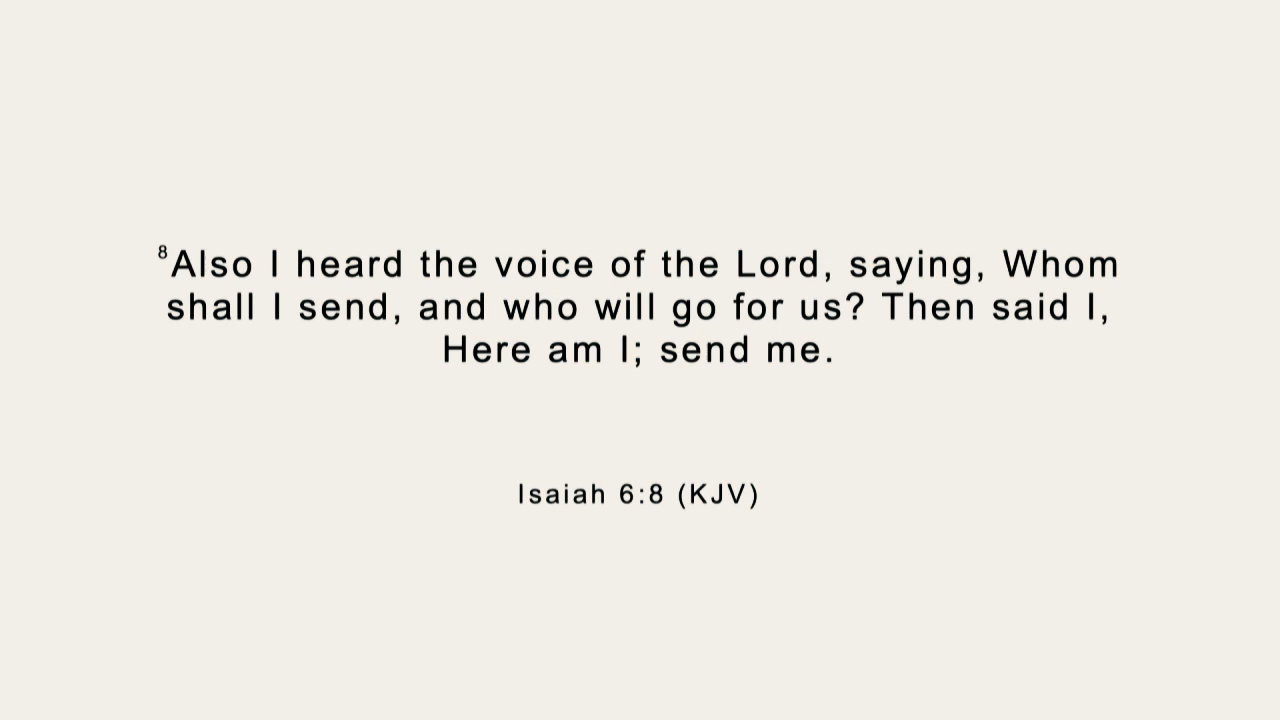 ⁸Also I heard the voice of the Lord, saying, Whom
shall I send, and who will go for us? Then said I,
Here am I; send me.
Isaiah 6:8 (KJV)